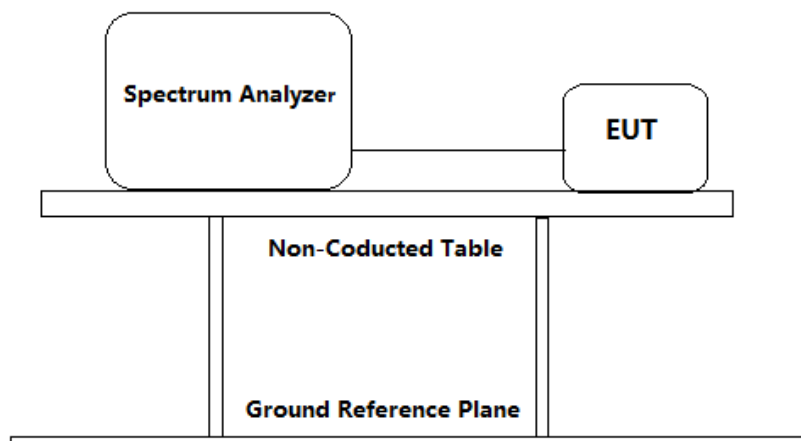 Spectrum Analyzer
EUT
Non-Coducted Table
Ground Reference Plane